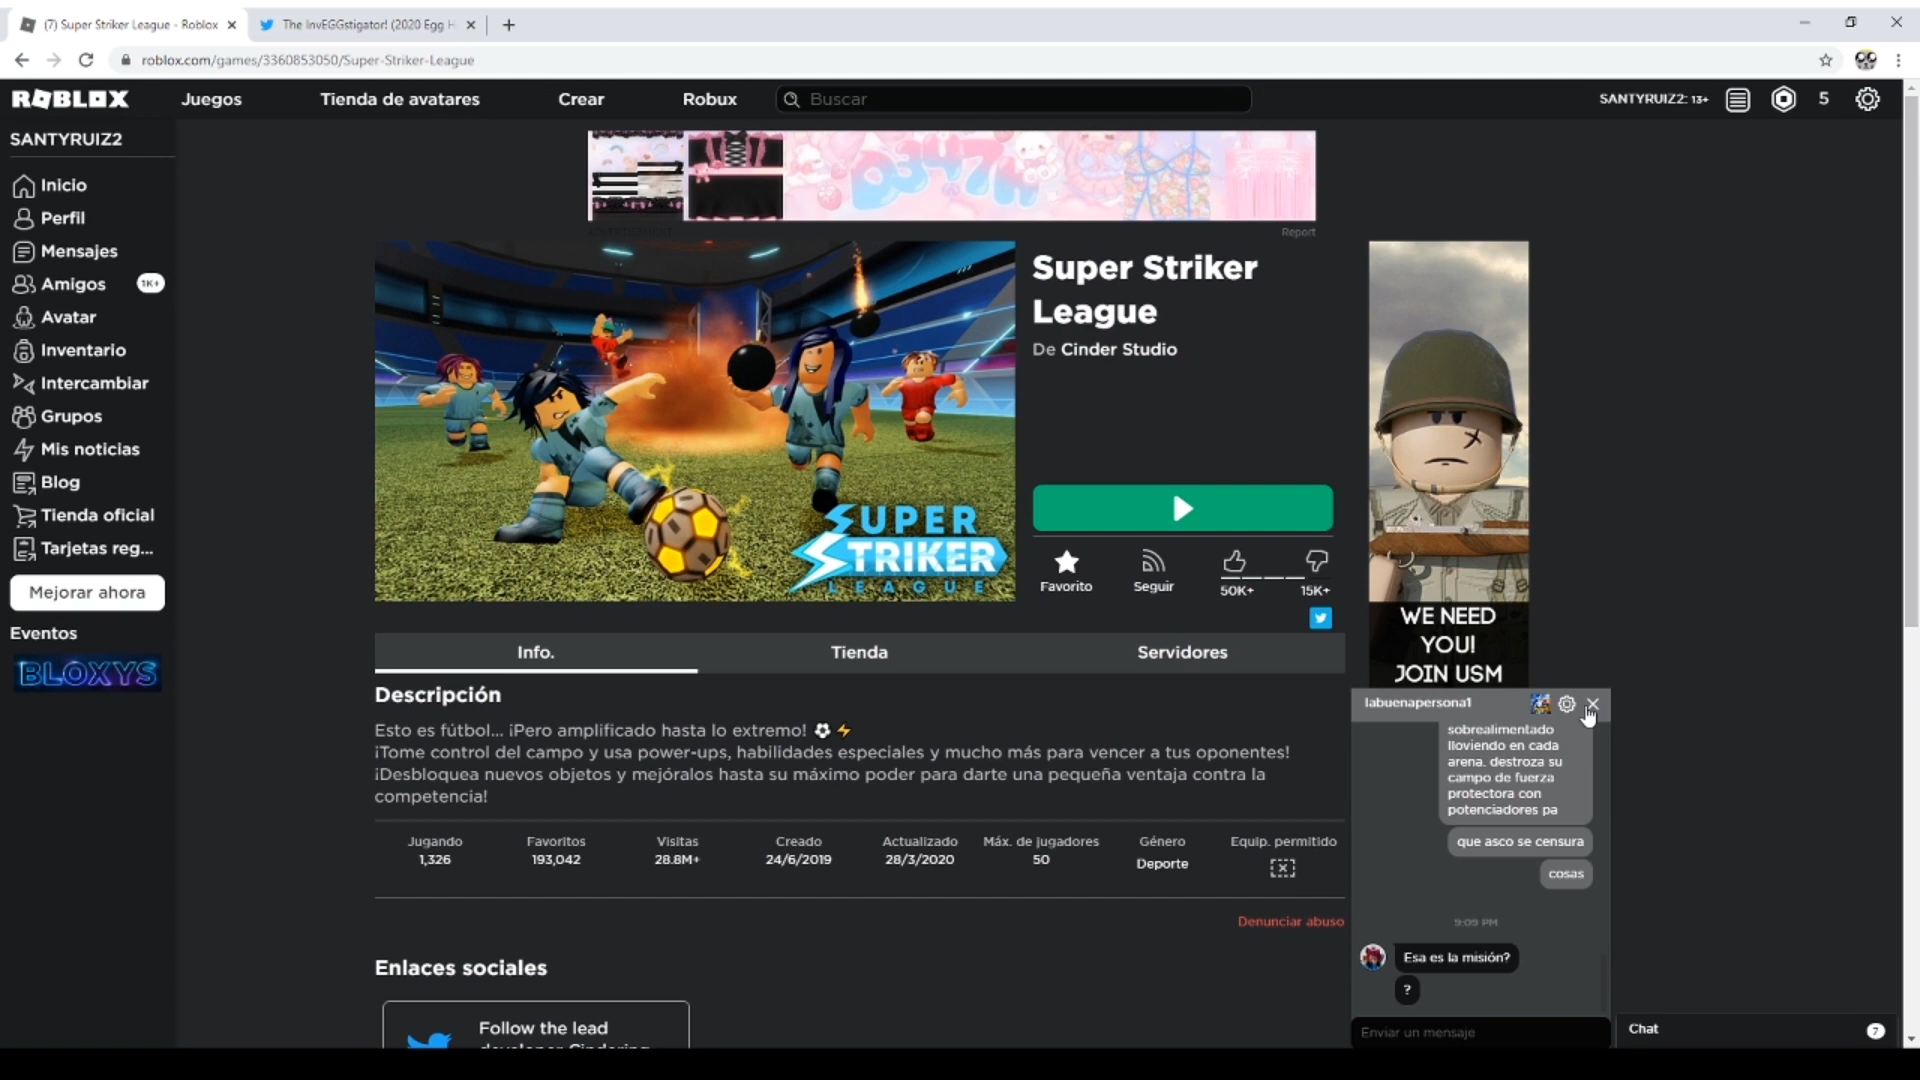 (7) Super Striker League - Roblox
The InvEGGstigator! (2020 Egg H
roblox.com/games/3360853050/Super-Striker-League
ROBLOX
Juegos
Tienda de avatares
Crear
Robux
Buscar
SANTYRUIZ2: 13+
5
SANTYRUIZ2
Inicio
Perfil
Mensajes
Amigos
1K+
Avatar
Inventario
Intercambiar
Grupos
Mis noticias
Blog
Tienda oficial
Tarjetas reg...
Mejorar ahora
Eventos
BLOXYS
ADVERTISEMENT
Report
SUPER
STRIKER
LEAGUE
Super Striker
League
De Cinder Studio
Favorito
Seguir
50K+
15K+
WE NEED
YOU!
JOIN USM
Info.
Tienda
Servidores
Descripción
Esto es fútbol... ¡Pero amplificado hasta lo extremo! ⚽ ⚡
¡Tome control del campo y usa power-ups, habilidades especiales y mucho más para vencer a tus oponentes!
¡Desbloquea nuevos objetos y mejóralos hasta su máximo poder para darte una pequeña ventaja contra la
competencia!
Jugando
1,326
Favoritos
193,042
Visitas
28.8M+
Creado
24/6/2019
Actualizado
28/3/2020
Máx. de jugadores
50
Género
Deporte
Equip. permitido
Denunciar abuso
Enlaces sociales
Follow the lead
developer Cindering
labuenapersona1
sobrealimentado
lloviendo en cada
arena. destroza su
campo de fuerza
protectora con
potenciadores pa
que asco se censura
cosas
9:09 PM
Esa es la misión?
?
Enviar un mensaje
Chat
7